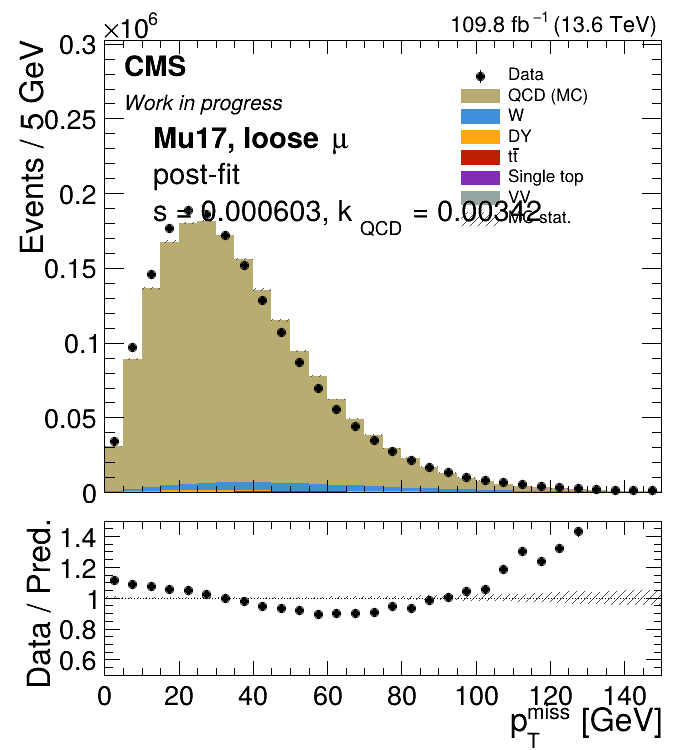 ×10⁶
109.8 fb⁻¹ (13.6 TeV)
CMS
Work in progress
Mu17, loose μ
post-fit
s = 0.000603, k QCD = 0.00342
Data
QCD (MC)
W
DY
tt̄
Single top
VV
MC stat.
Events / 5 GeV
0.3
0.25
0.2
0.15
0.1
0.05
0
Data / Pred.
1.4
1.2
1
0.8
0.6
0 20 40 60 80 100 120 140
p_T^miss [GeV]